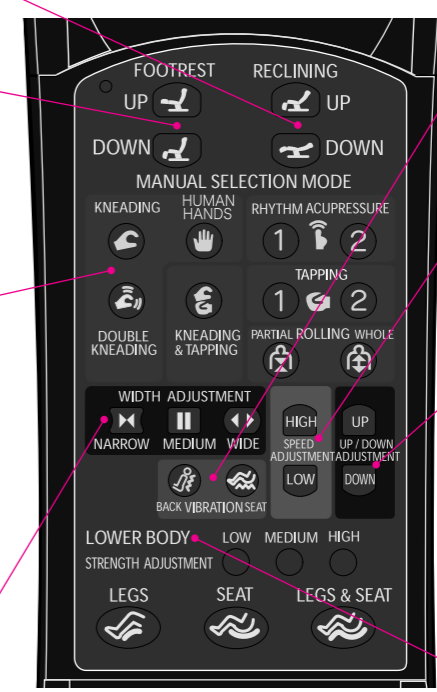 FOOTREST RECLINING
UP UP
DOWN DOWN
MANUAL SELECTION MODE
KNEADING HUMAN HANDS RHYTHM ACUPRESSURE
1 2
TAPPING
1 2
DOUBLE KNEADING KNEADING & TAPPING PARTIAL ROLLING WHOLE
WIDTH ADJUSTMENT
NARROW MEDIUM WIDE
HIGH UP
SPEED ADJUSTMENT UP / DOWN ADJUSTMENT
LOW DOWN
BACK VIBRATION SEAT
LOWER BODY LOW MEDIUM HIGH
STRENGTH ADJUSTMENT
LEGS SEAT LEGS & SEAT